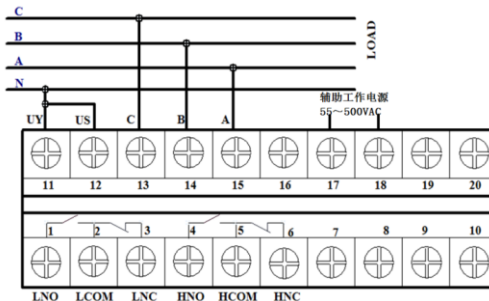 C
B
LOAD
A
N
辅助工作电源
55～500VAC
UY US C B A
11 12 13 14 15 16 17 18 19 20
1 2 3 4 5 6 7 8 9 10
LNO LCOM LNC HNO HCOM HNC